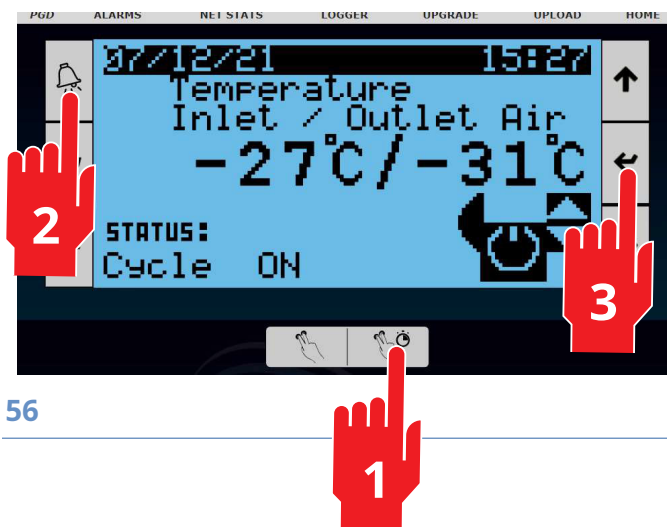 PGD ALARMS NET STATS LOGGER UPGRADE UPLOAD HOME
07/12/21 15:27
Temperature
Inlet / Outlet Air
-27°C/-31°C
STATUS:
Cycle ON
2
3
56
1